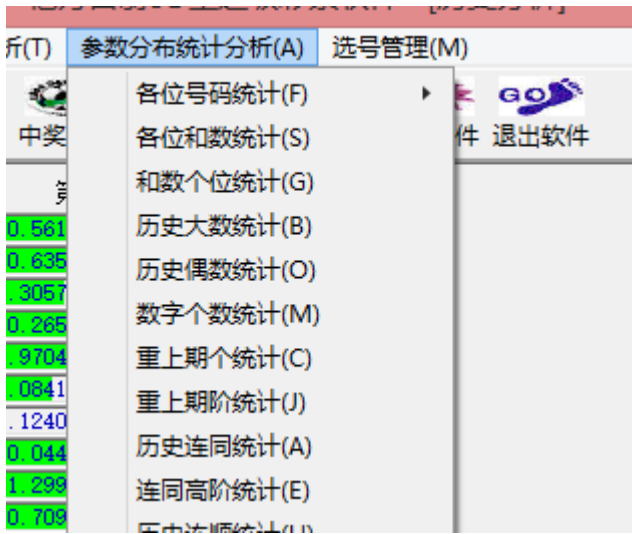 析(T) 参数分布统计分析(A) 选号管理(M)
各位号码统计(F)
中奖 各位和数统计(S) 件 退出软件
和数个位统计(G)
0.561 历史大数统计(B)
0.635 历史偶数统计(O)
.3057
0.265 数字个数统计(M)
.9704 重上期个统计(C)
.0841 重上期阶统计(J)
.1240
0.044 历史连同统计(A)
1.299 连同高阶统计(E)
0.709